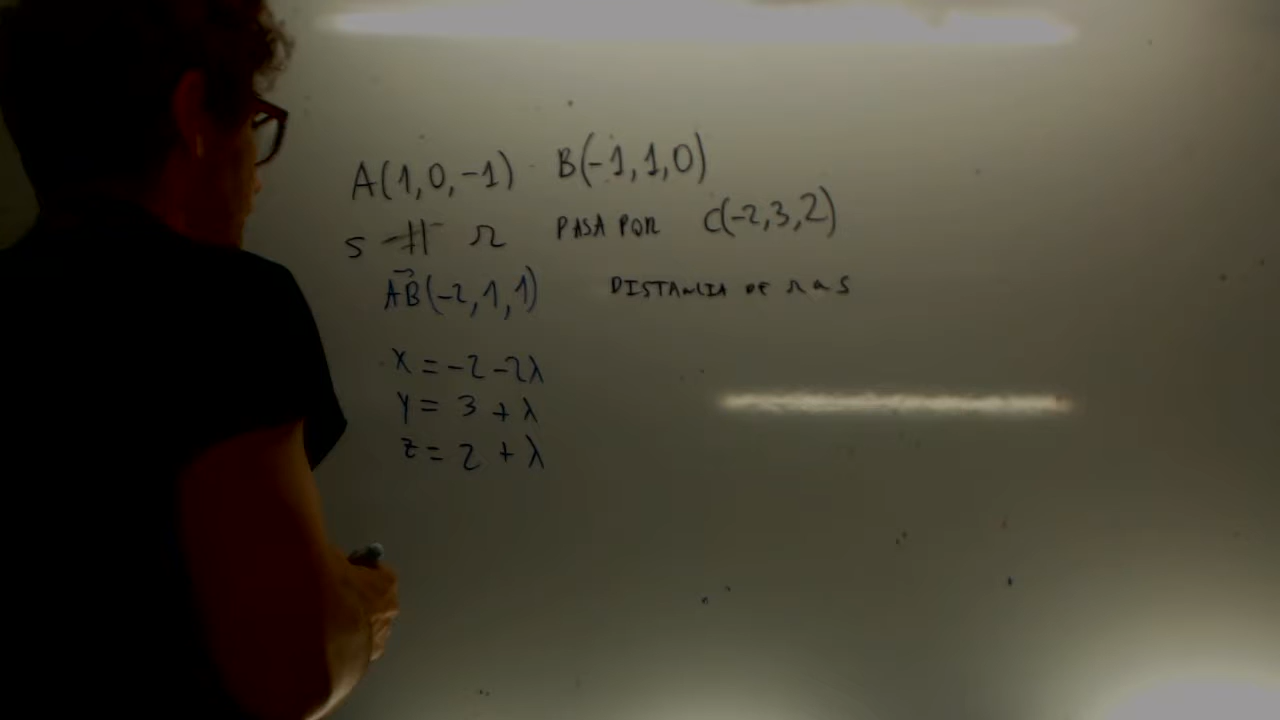 A(1,0,-1) B(-1,1,0)
S ∦ r PASA POR C(-2,3,2)
AB(-2,1,1) DISTANCIA DE r a S
X = -2-2λ
Y = 3 + λ
Z = 2 + λ